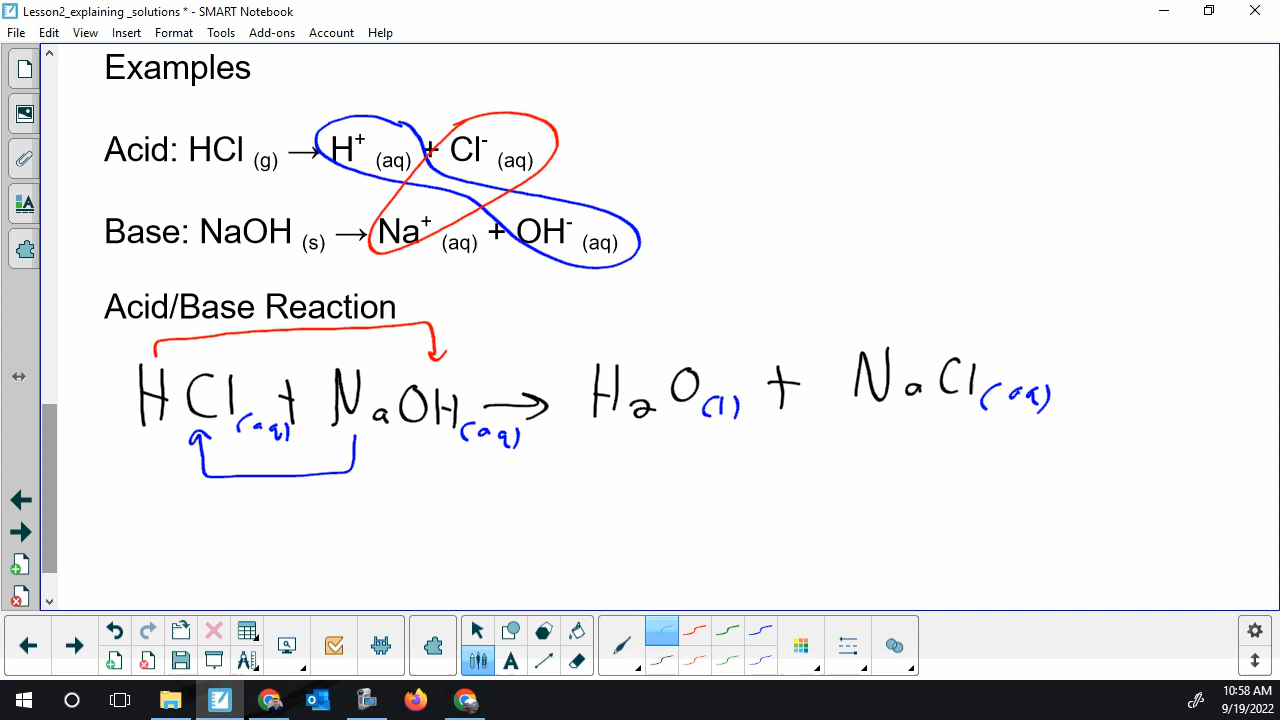 Lesson2_explaining _solutions * - SMART Notebook
File Edit View Insert Format Tools Add-ons Account Help
Examples
Acid: HCl (g) → H⁺ (aq) + Cl⁻ (aq)
Base: NaOH (s) → Na⁺ (aq) + OH⁻ (aq)
Acid/Base Reaction
HCl(aq) + NaOH(aq) → H₂O(l) + NaCl(aq)
10:58 AM
9/19/2022